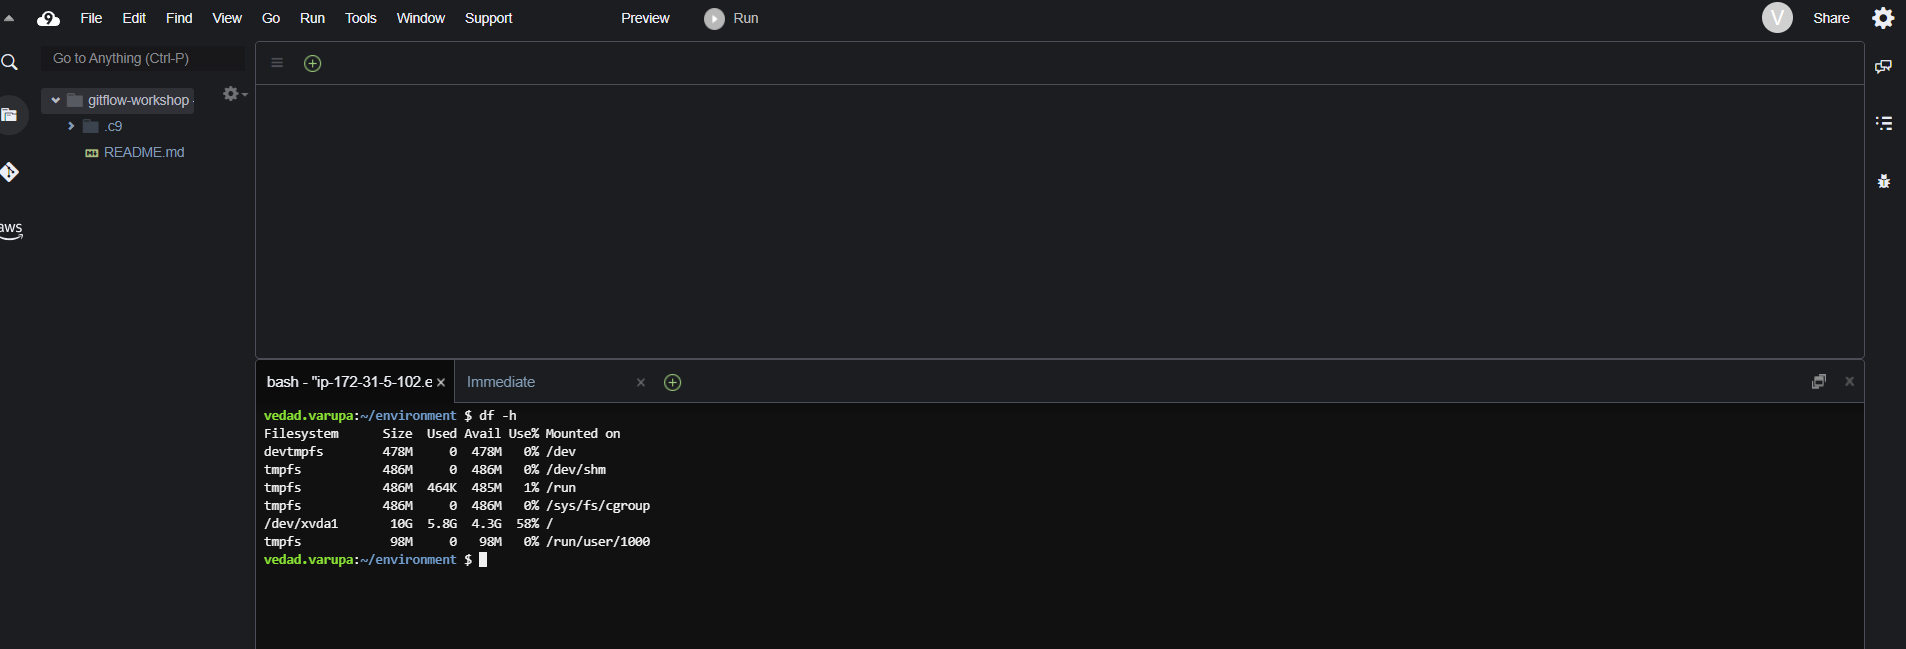 File Edit Find View Go Run Tools Window Support Preview Run V Share
Go to Anything (Ctrl-P)
gitflow-workshop -
.c9
README.md
aws
bash - "ip-172-31-5-102.e × Immediate ×
vedad.varupa:~/environment $ df -h
Filesystem Size Used Avail Use% Mounted on
devtmpfs 478M 0 478M 0% /dev
tmpfs 486M 0 486M 0% /dev/shm
tmpfs 486M 464K 485M 1% /run
tmpfs 486M 0 486M 0% /sys/fs/cgroup
/dev/xvda1 10G 5.8G 4.3G 58% /
tmpfs 98M 0 98M 0% /run/user/1000
vedad.varupa:~/environment $